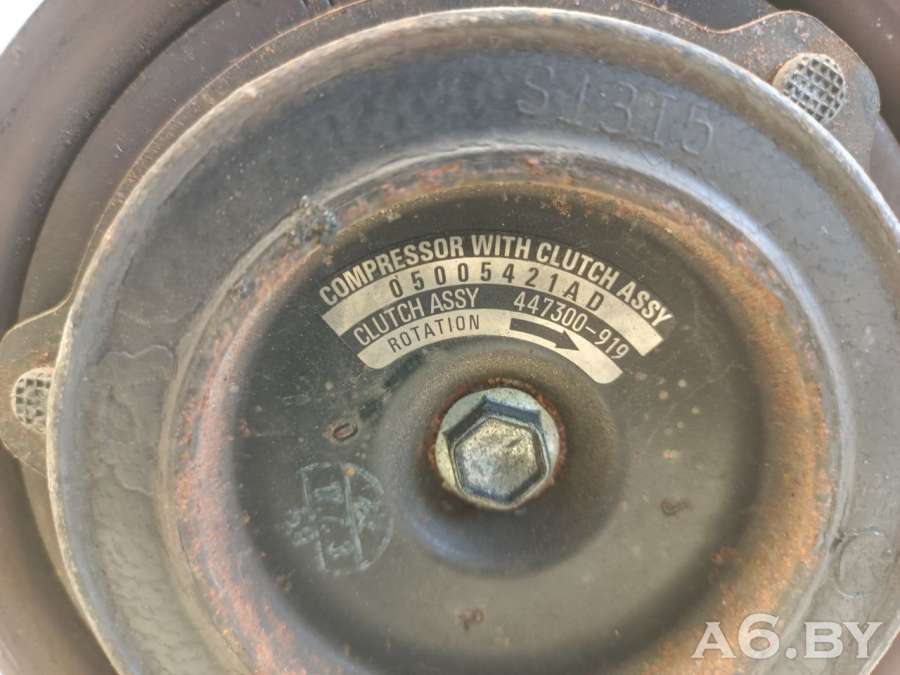 S13T5
COMPRESSOR WITH CLUTCH ASSY
05005421AD
CLUTCH ASSY 447300-919
ROTATION
A6.BY